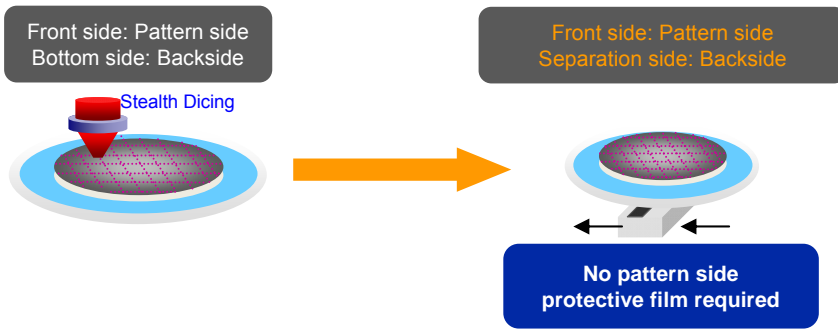 Front side: Pattern side
Bottom side: Backside
Stealth Dicing
Front side: Pattern side
Separation side: Backside
No pattern side
protective film required